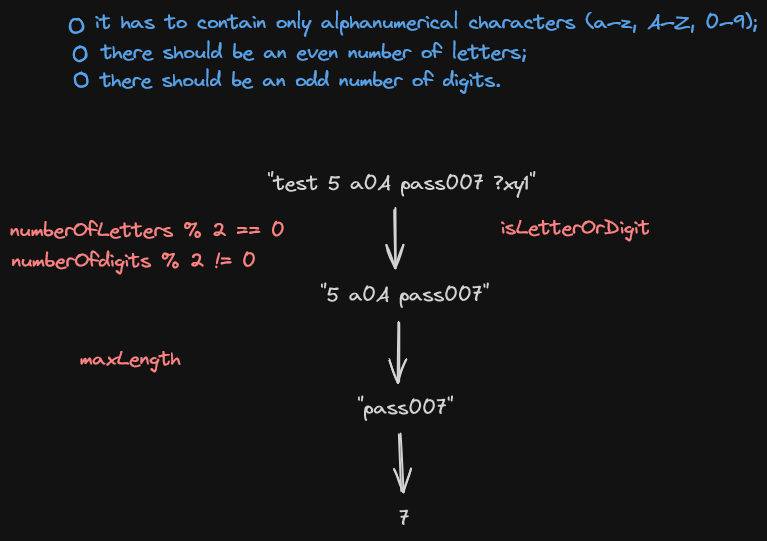 it has to contain only alphanumerical characters (a-z, A-Z, 0-9);
there should be an even number of letters;
there should be an odd number of digits.
"test 5 a0A pass007 ?xy1"
numberOfLetters % 2 == 0
isLetterOrDigit
numberOfdigits % 2 != 0
"5 a0A pass007"
maxLength
"pass007"
7